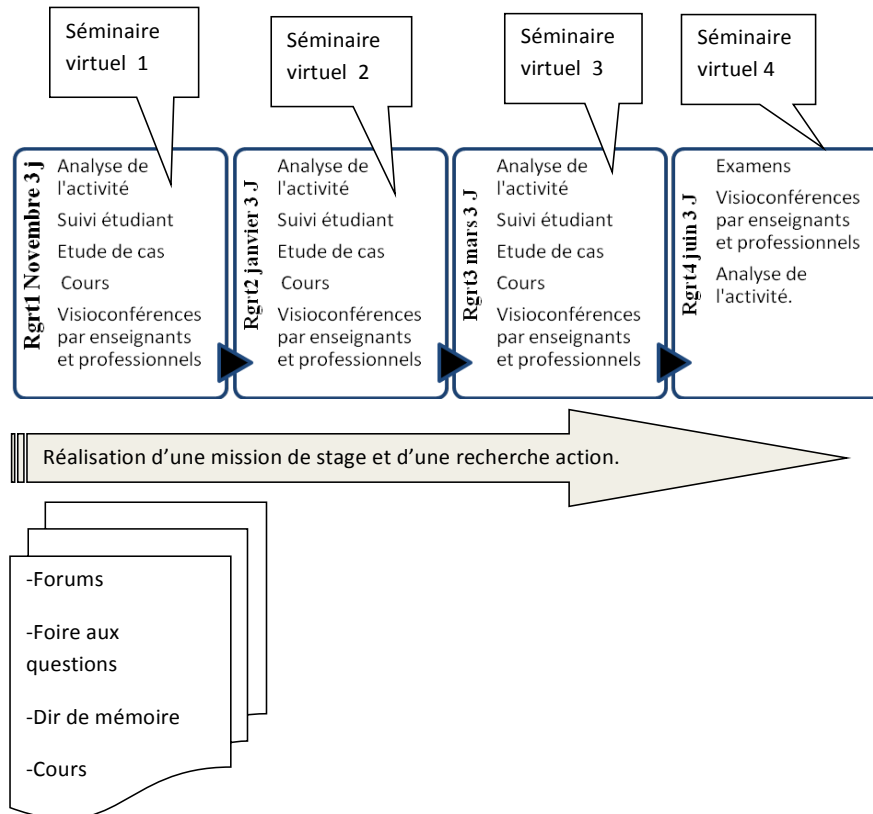 Séminaire
virtuel 1
Séminaire
virtuel 2
Séminaire
virtuel 3
Séminaire
virtuel 4
Rgrt1 Novembre 3 j
Analyse de
l'activité
Suivi étudiant
Etude de cas
Cours
Visioconférences
par enseignants
et professionnels
Rgrt2 janvier 3 J
Analyse de
l'activité
Suivi étudiant
Etude de cas
Cours
Visioconférences
par enseignants
et professionnels
Rgrt3 mars 3 J
Analyse de
l'activité
Suivi étudiant
Etude de cas
Cours
Visioconférences
par enseignants
et professionnels
Rgrt4 juin 3 J
Examens
Visioconférences
par enseignants
et professionnels
Analyse de
l'activité.
Réalisation d’une mission de stage et d’une recherche action.
-Forums
-Foire aux
questions
-Dir de mémoire
-Cours